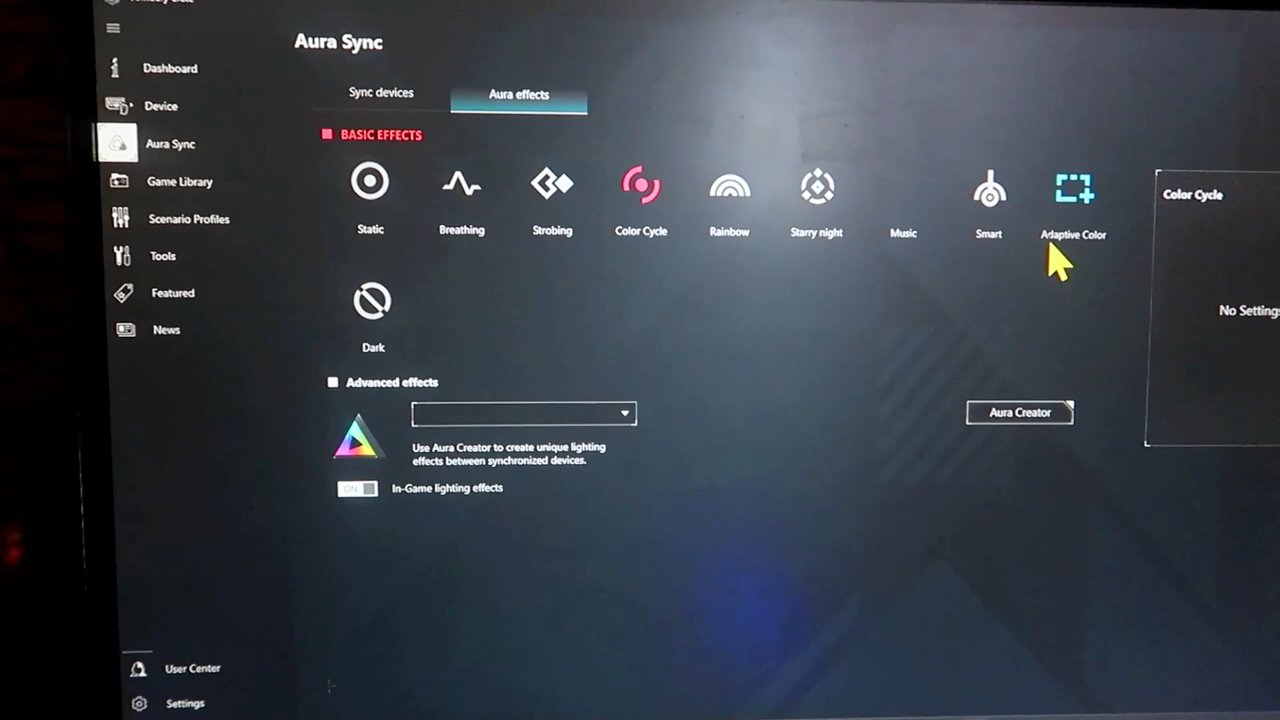 Aura Sync
Dashboard
Device
Aura Sync
Game Library
Scenario Profiles
Tools
Featured
News
User Center
Settings
Sync devices
Aura effects
BASIC EFFECTS
Static
Breathing
Strobing
Color Cycle
Rainbow
Starry night
Music
Smart
Adaptive Color
Dark
Advanced effects
Use Aura Creator to create unique lighting
effects between synchronized devices.
Aura Creator
ON
In-Game lighting effects
Color Cycle
No Settings